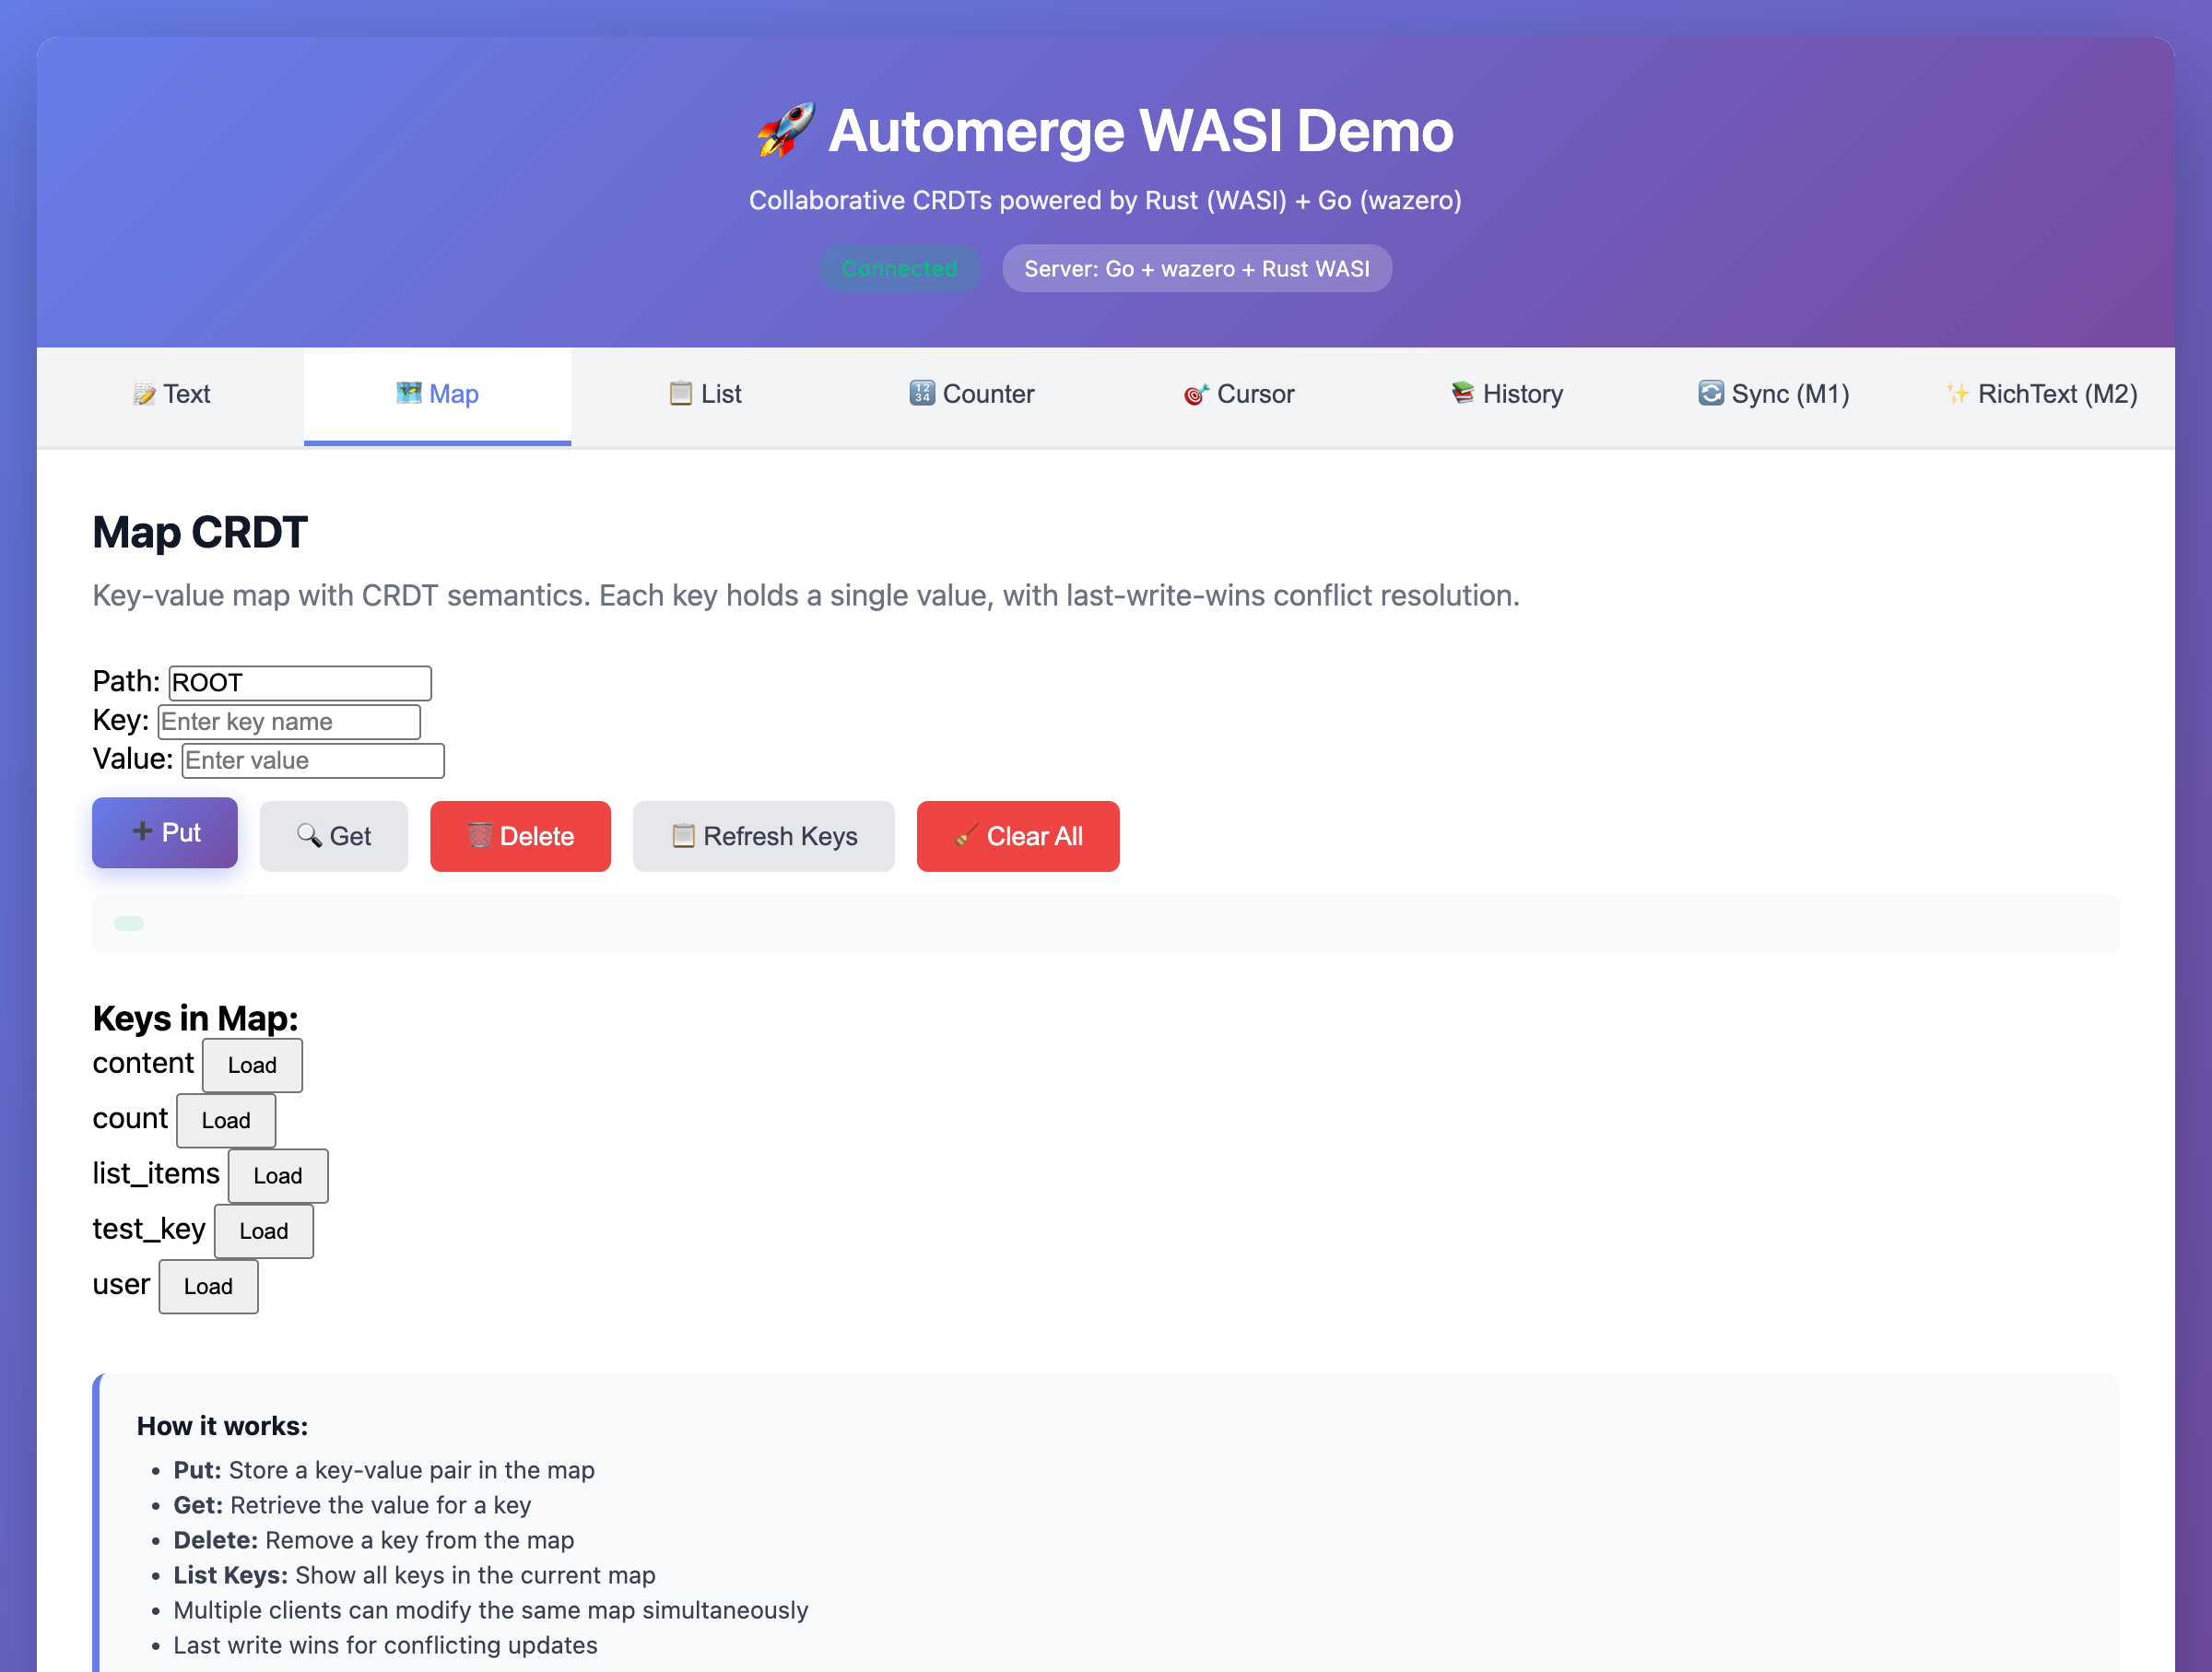 🚀 Automerge WASI Demo
Collaborative CRDTs powered by Rust (WASI) + Go (wazero)
Connected Server: Go + wazero + Rust WASI
📝 Text 🗺️ Map 📋 List 🔢 Counter 🎯 Cursor 📚 History 🔄 Sync (M1) ✨ RichText (M2)
Map CRDT
Key-value map with CRDT semantics. Each key holds a single value, with last-write-wins conflict resolution.
Path: ROOT
Key: Enter key name
Value: Enter value
➕ Put 🔍 Get 🗑️ Delete 📋 Refresh Keys 🧹 Clear All
Keys in Map:
content Load
count Load
list_items Load
test_key Load
user Load
How it works:
• Put: Store a key-value pair in the map
• Get: Retrieve the value for a key
• Delete: Remove a key from the map
• List Keys: Show all keys in the current map
• Multiple clients can modify the same map simultaneously
• Last write wins for conflicting updates